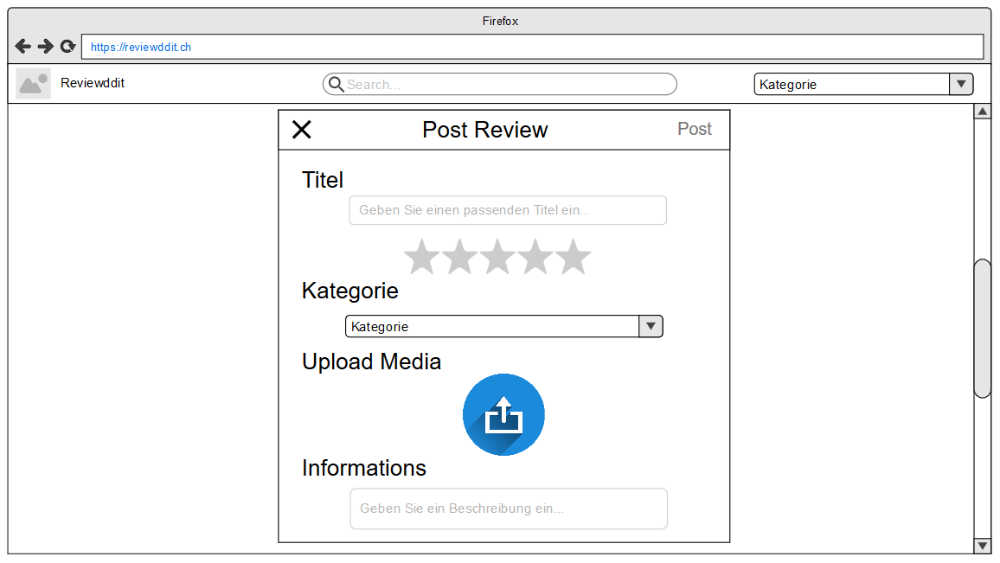 Firefox
https://reviewddit.ch
Reviewddit
Search...
Kategorie
Post Review
Post
Titel
Geben Sie einen passenden Titel ein..
Kategorie
Kategorie
Upload Media
Informations
Geben Sie ein Beschreibung ein...